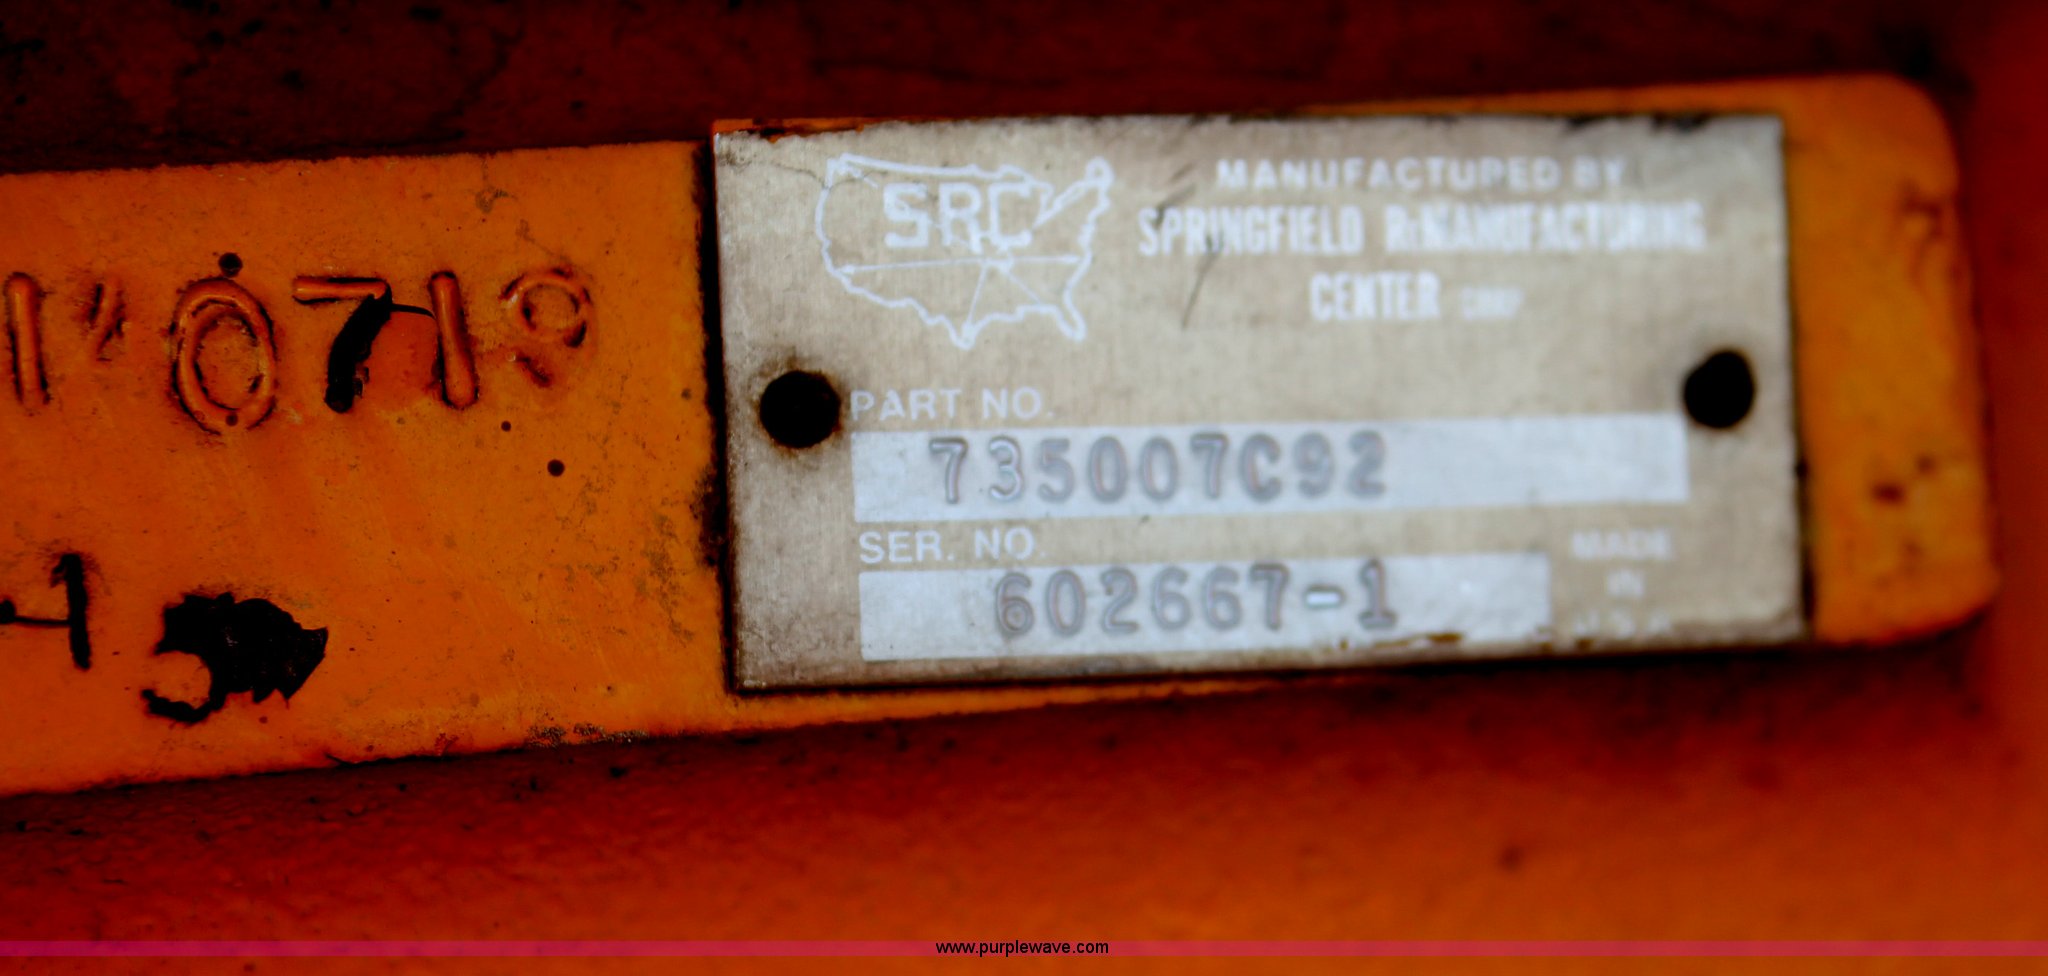 SRC
MANUFACTURED BY
SPRINGFIELD ReMANUFACTURING
CENTER CORP
PART NO.
735007C92
SER. NO.
602667-1
MADE
IN
U.S.A.
0719
www.purplewave.com